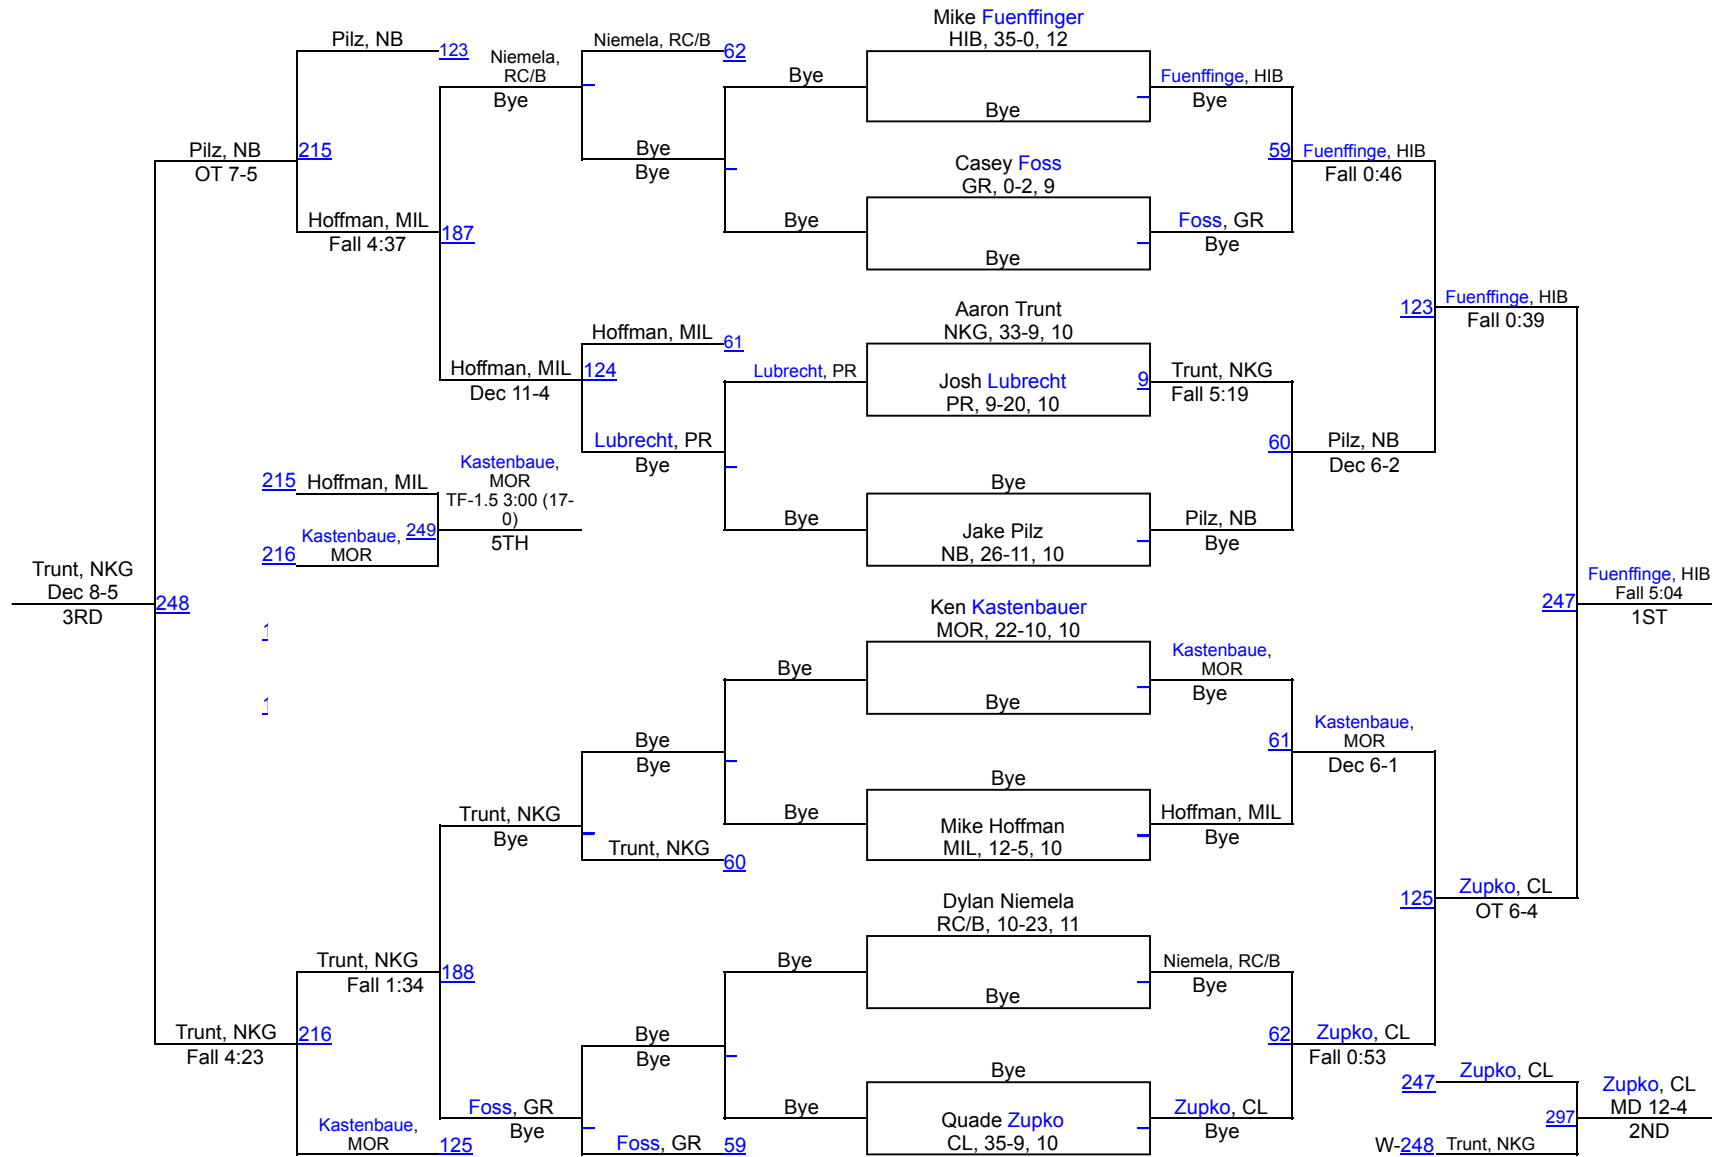 Mike Fuenffinger
HIB, 35-0, 12
Bye
Casey Foss
GR, 0-2, 9
Bye
Aaron Trunt
NKG, 33-9, 10
Josh Lubrecht
PR, 9-20, 10
Bye
Jake Pilz
NB, 26-11, 10
Ken Kastenbauer
MOR, 22-10, 10
Bye
Bye
Mike Hoffman
MIL, 12-5, 10
Dylan Niemela
RC/B, 10-23, 11
Bye
Bye
Quade Zupko
CL, 35-9, 10
Fuenffinge, HIB
Bye
Foss, GR
Bye
9
Trunt, NKG
Fall 5:19
Pilz, NB
Bye
Kastenbaue,
MOR
Bye
Hoffman, MIL
Bye
Niemela, RC/B
Bye
Zupko, CL
Bye
59
Fuenffinge, HIB
Fall 0:46
60
Pilz, NB
Dec 6-2
61
Kastenbaue,
MOR
Dec 6-1
62
Zupko, CL
Fall 0:53
123
Fuenffinge, HIB
Fall 0:39
125
Zupko, CL
OT 6-4
247
Fuenffinge, HIB
Fall 5:04
1ST
247
Zupko, CL
W-248
Trunt, NKG
297
Zupko, CL
MD 12-4
2ND
Bye
Bye
Lubrecht, PR
Bye
Bye
Bye
Bye
Bye
Niemela, RC/B
62
Bye
Bye
Hoffman, MIL
61
Lubrecht, PR
Bye
Bye
Bye
Trunt, NKG
60
Bye
Bye
Foss, GR
59
Niemela,
RC/B
Bye
Hoffman, MIL
124
Dec 11-4
Trunt, NKG
Bye
Foss, GR
Bye
Pilz, NB
123
Hoffman, MIL
187
Fall 4:37
Trunt, NKG
188
Fall 1:34
Kastenbaue,
MOR
125
Pilz, NB
215
OT 7-5
Trunt, NKG
216
Fall 4:23
215
Hoffman, MIL
216
Kastenbaue,
MOR
249
Kastenbaue,
MOR
TF-1.5 3:00 (17-
0)
5TH
Trunt, NKG
Dec 8-5
248
3RD